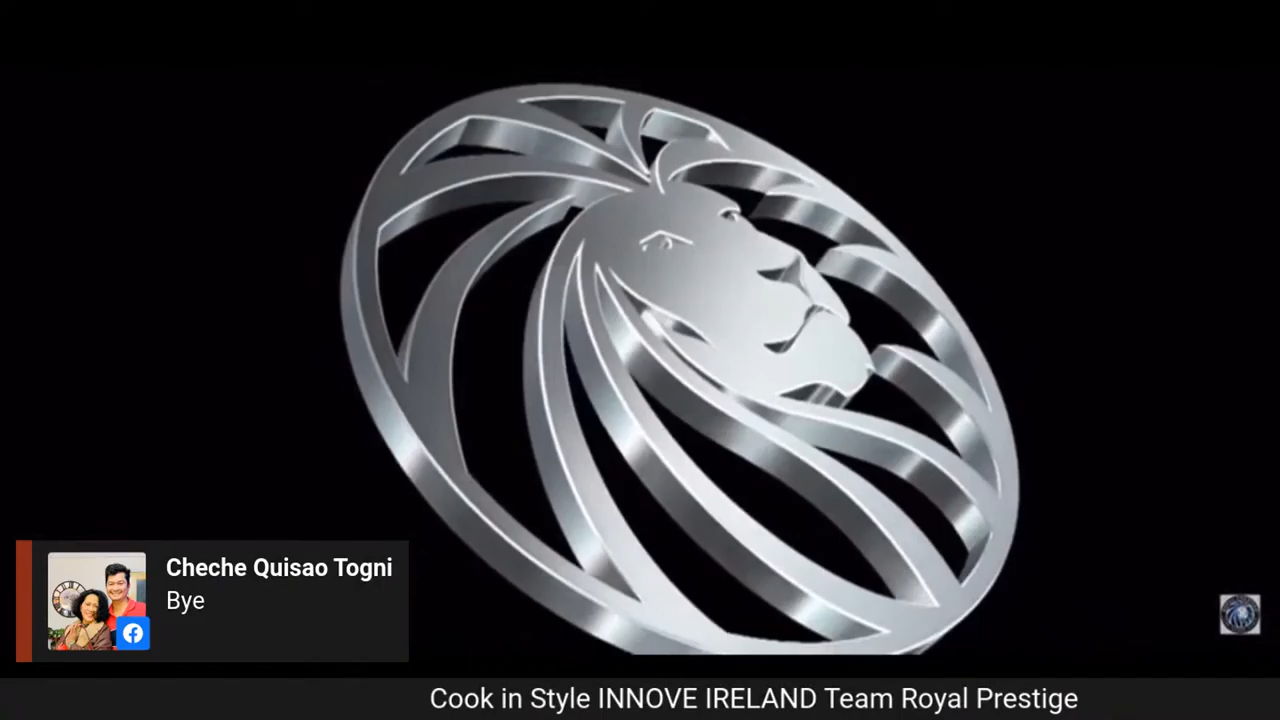 Cheche Quisao Togni
Bye
Cook in Style INNOVE IRELAND Team Royal Prestige